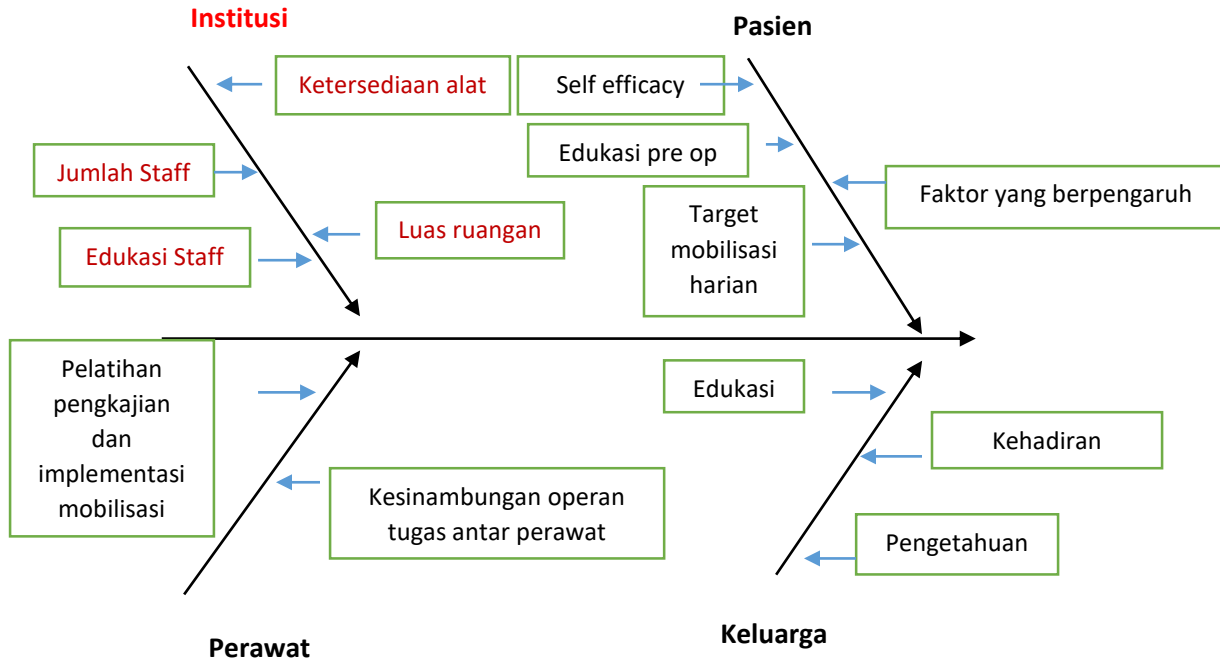 Institusi
Pasien
Ketersediaan alat
Self efficacy
Jumlah Staff
Edukasi pre op
Faktor yang berpengaruh
Luas ruangan
Edukasi Staff
Target
mobilisasi
harian
Pelatihan
pengkajian
dan
implementasi
mobilisasi
Edukasi
Kehadiran
Kesinambungan operan
tugas antar perawat
Pengetahuan
Perawat
Keluarga